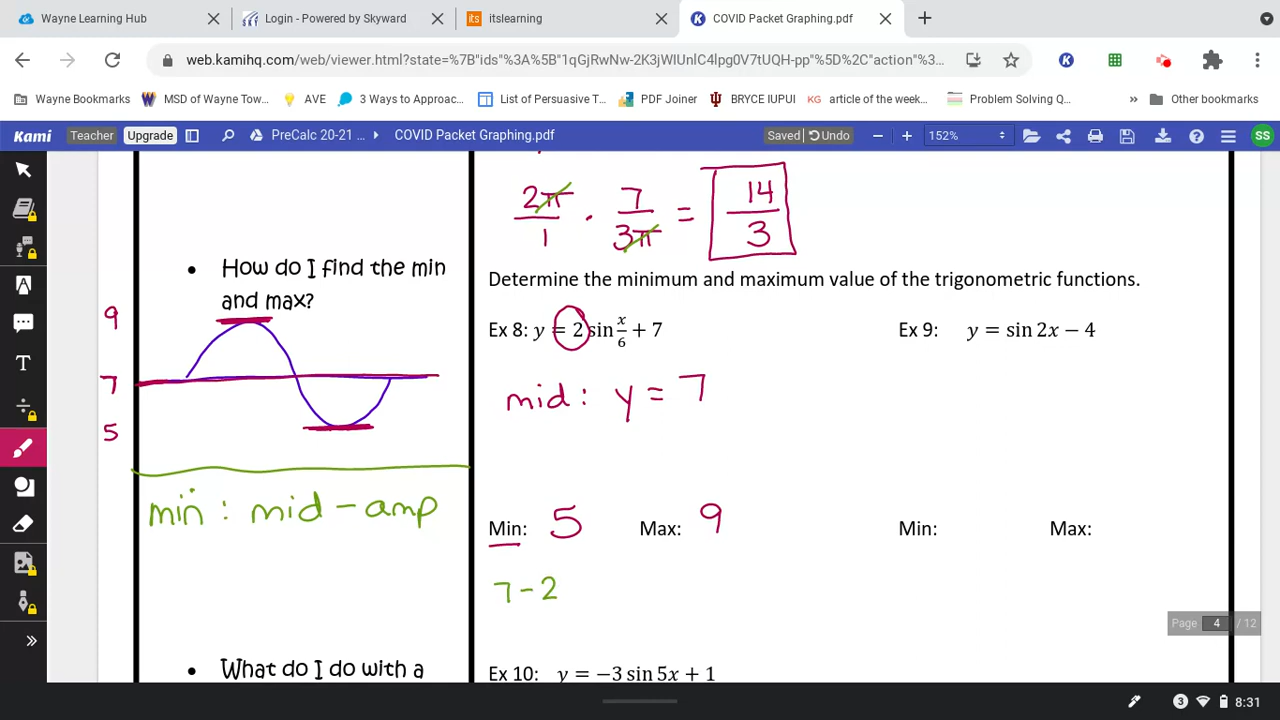 Wayne Learning Hub
Login - Powered by Skyward
its itslearning
K COVID Packet Graphing.pdf
web.kamihq.com/web/viewer.html?state=%7B"ids"%3A%5B"1qGjRwNw-2K3jWIUnlC4lpg0V7tUQH-pp"%5D%2C"action"%3...
Wayne Bookmarks MSD of Wayne Tow... AVE 3 Ways to Approac... List of Persuasive T... PDF Joiner BRYCE IUPUI KG article of the week... Problem Solving Q... » Other bookmarks
Kami Teacher Upgrade PreCalc 20-21 ... COVID Packet Graphing.pdf Saved Undo 152% SS
2π/1 · 7/3π = 14/3
• How do I find the min
and max?
9
7
5
min : mid - amp
Determine the minimum and maximum value of the trigonometric functions.
Ex 8: y = 2 sin x/6 + 7 Ex 9: y = sin 2x − 4
mid : y = 7
Min: 5 Max: 9 Min: Max:
7 - 2
Page 4 / 12
• What do I do with a
Ex 10: y = −3 sin 5x + 1
3 8:31